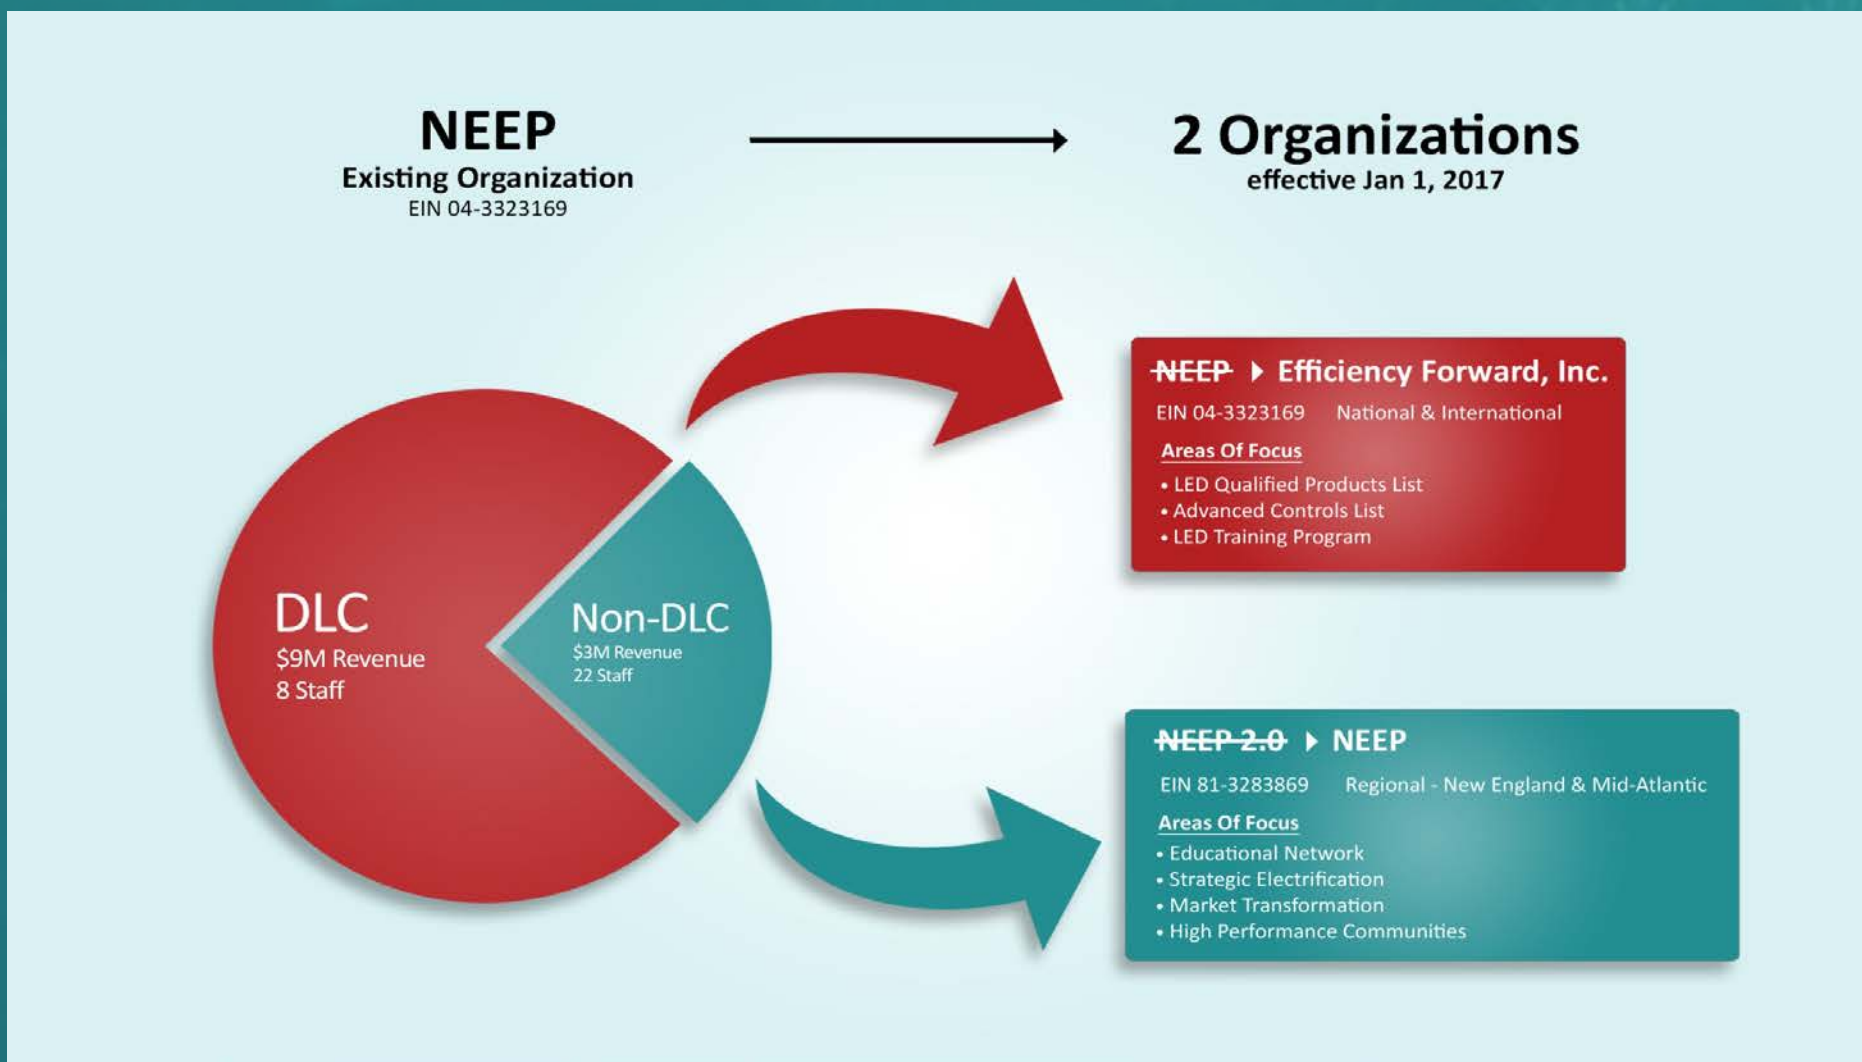 NEEP
Existing Organization
EIN 04-3323169
2 Organizations
effective Jan 1, 2017
DLC
$9M Revenue
8 Staff
Non-DLC
$3M Revenue
22 Staff
NEEP Efficiency Forward, Inc.
EIN 04-3323169 National & International
Areas Of Focus
• LED Qualified Products List
• Advanced Controls List
• LED Training Program
NEEP 2.0 NEEP
EIN 81-3283869 Regional - New England & Mid-Atlantic
Areas Of Focus
• Educational Network
• Strategic Electrification
• Market Transformation
• High Performance Communities